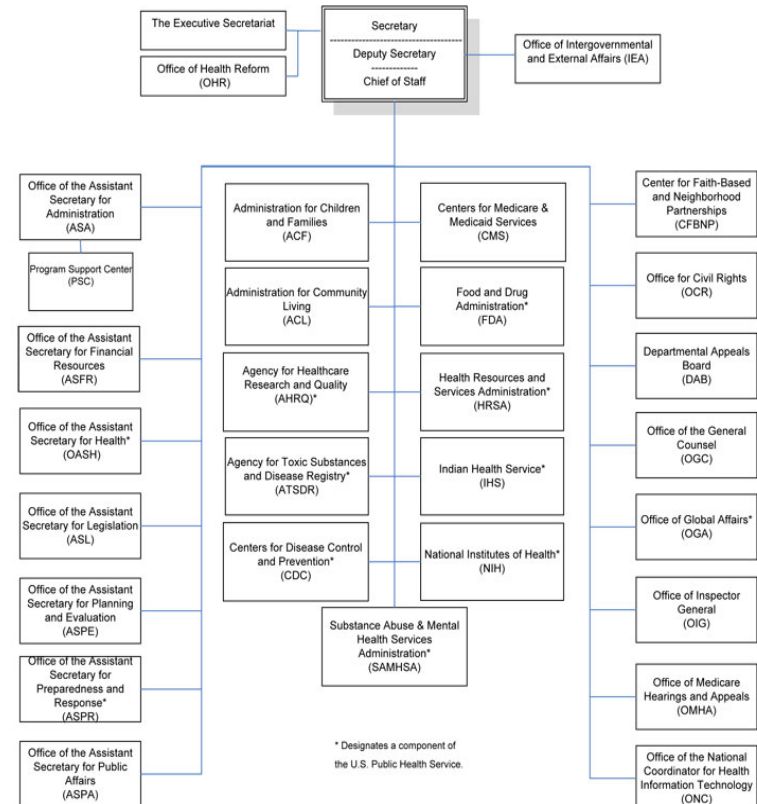 The Executive Secretariat
Office of Health Reform
(OHR)
Secretary
Deputy Secretary
Chief of Staff
Office of Intergovernmental
and External Affairs (IEA)
Office of the Assistant
Secretary for
Administration
(ASA)
Program Support Center
(PSC)
Office of the Assistant
Secretary for Financial
Resources
(ASFR)
Office of the Assistant
Secretary for Health*
(OASH)
Office of the Assistant
Secretary for Legislation
(ASL)
Office of the Assistant
Secretary for Planning
and Evaluation
(ASPE)
Office of the Assistant
Secretary for
Preparedness and
Response*
(ASPR)
Office of the Assistant
Secretary for Public
Affairs
(ASPA)
Administration for Children
and Families
(ACF)
Administration for Community
Living
(ACL)
Agency for Healthcare
Research and Quality
(AHRQ)*
Agency for Toxic Substances
and Disease Registry*
(ATSDR)
Centers for Disease Control
and Prevention*
(CDC)
Centers for Medicare &
Medicaid Services
(CMS)
Food and Drug
Administration*
(FDA)
Health Resources and
Services Administration*
(HRSA)
Indian Health Service*
(IHS)
National Institutes of Health*
(NIH)
Substance Abuse & Mental
Health Services
Administration*
(SAMHSA)
* Designates a component of
the U.S. Public Health Service.
Center for Faith-Based
and Neighborhood
Partnerships
(CFBNP)
Office for Civil Rights
(OCR)
Departmental Appeals
Board
(DAB)
Office of the General
Counsel
(OGC)
Office of Global Affairs*
(OGA)
Office of Inspector
General
(OIG)
Office of Medicare
Hearings and Appeals
(OMHA)
Office of the National
Coordinator for Health
Information Technology
(ONC)